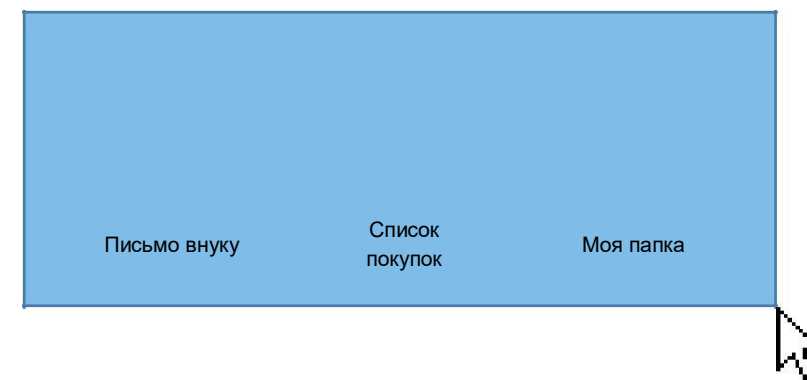 Письмо внуку
Список
покупок
Моя папка